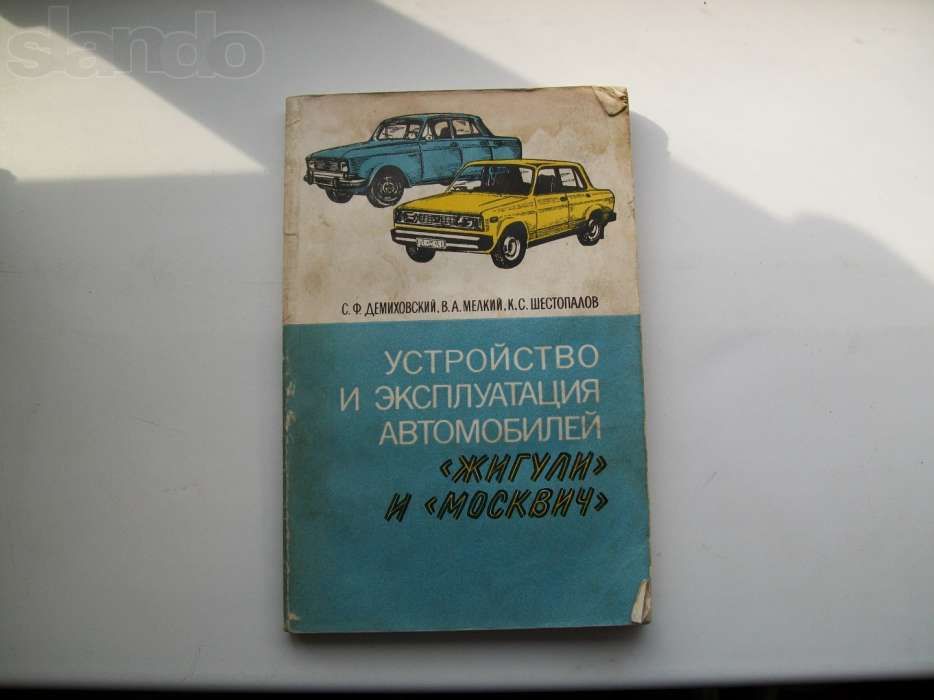 slando
С. Ф. ДЕМИХОВСКИЙ, В. А. МЕЛКИЙ, К. С. ШЕСТОПАЛОВ
УСТРОЙСТВО
И ЭКСПЛУАТАЦИЯ
АВТОМОБИЛЕЙ
«ЖИГУЛИ»
И «МОСКВИЧ»